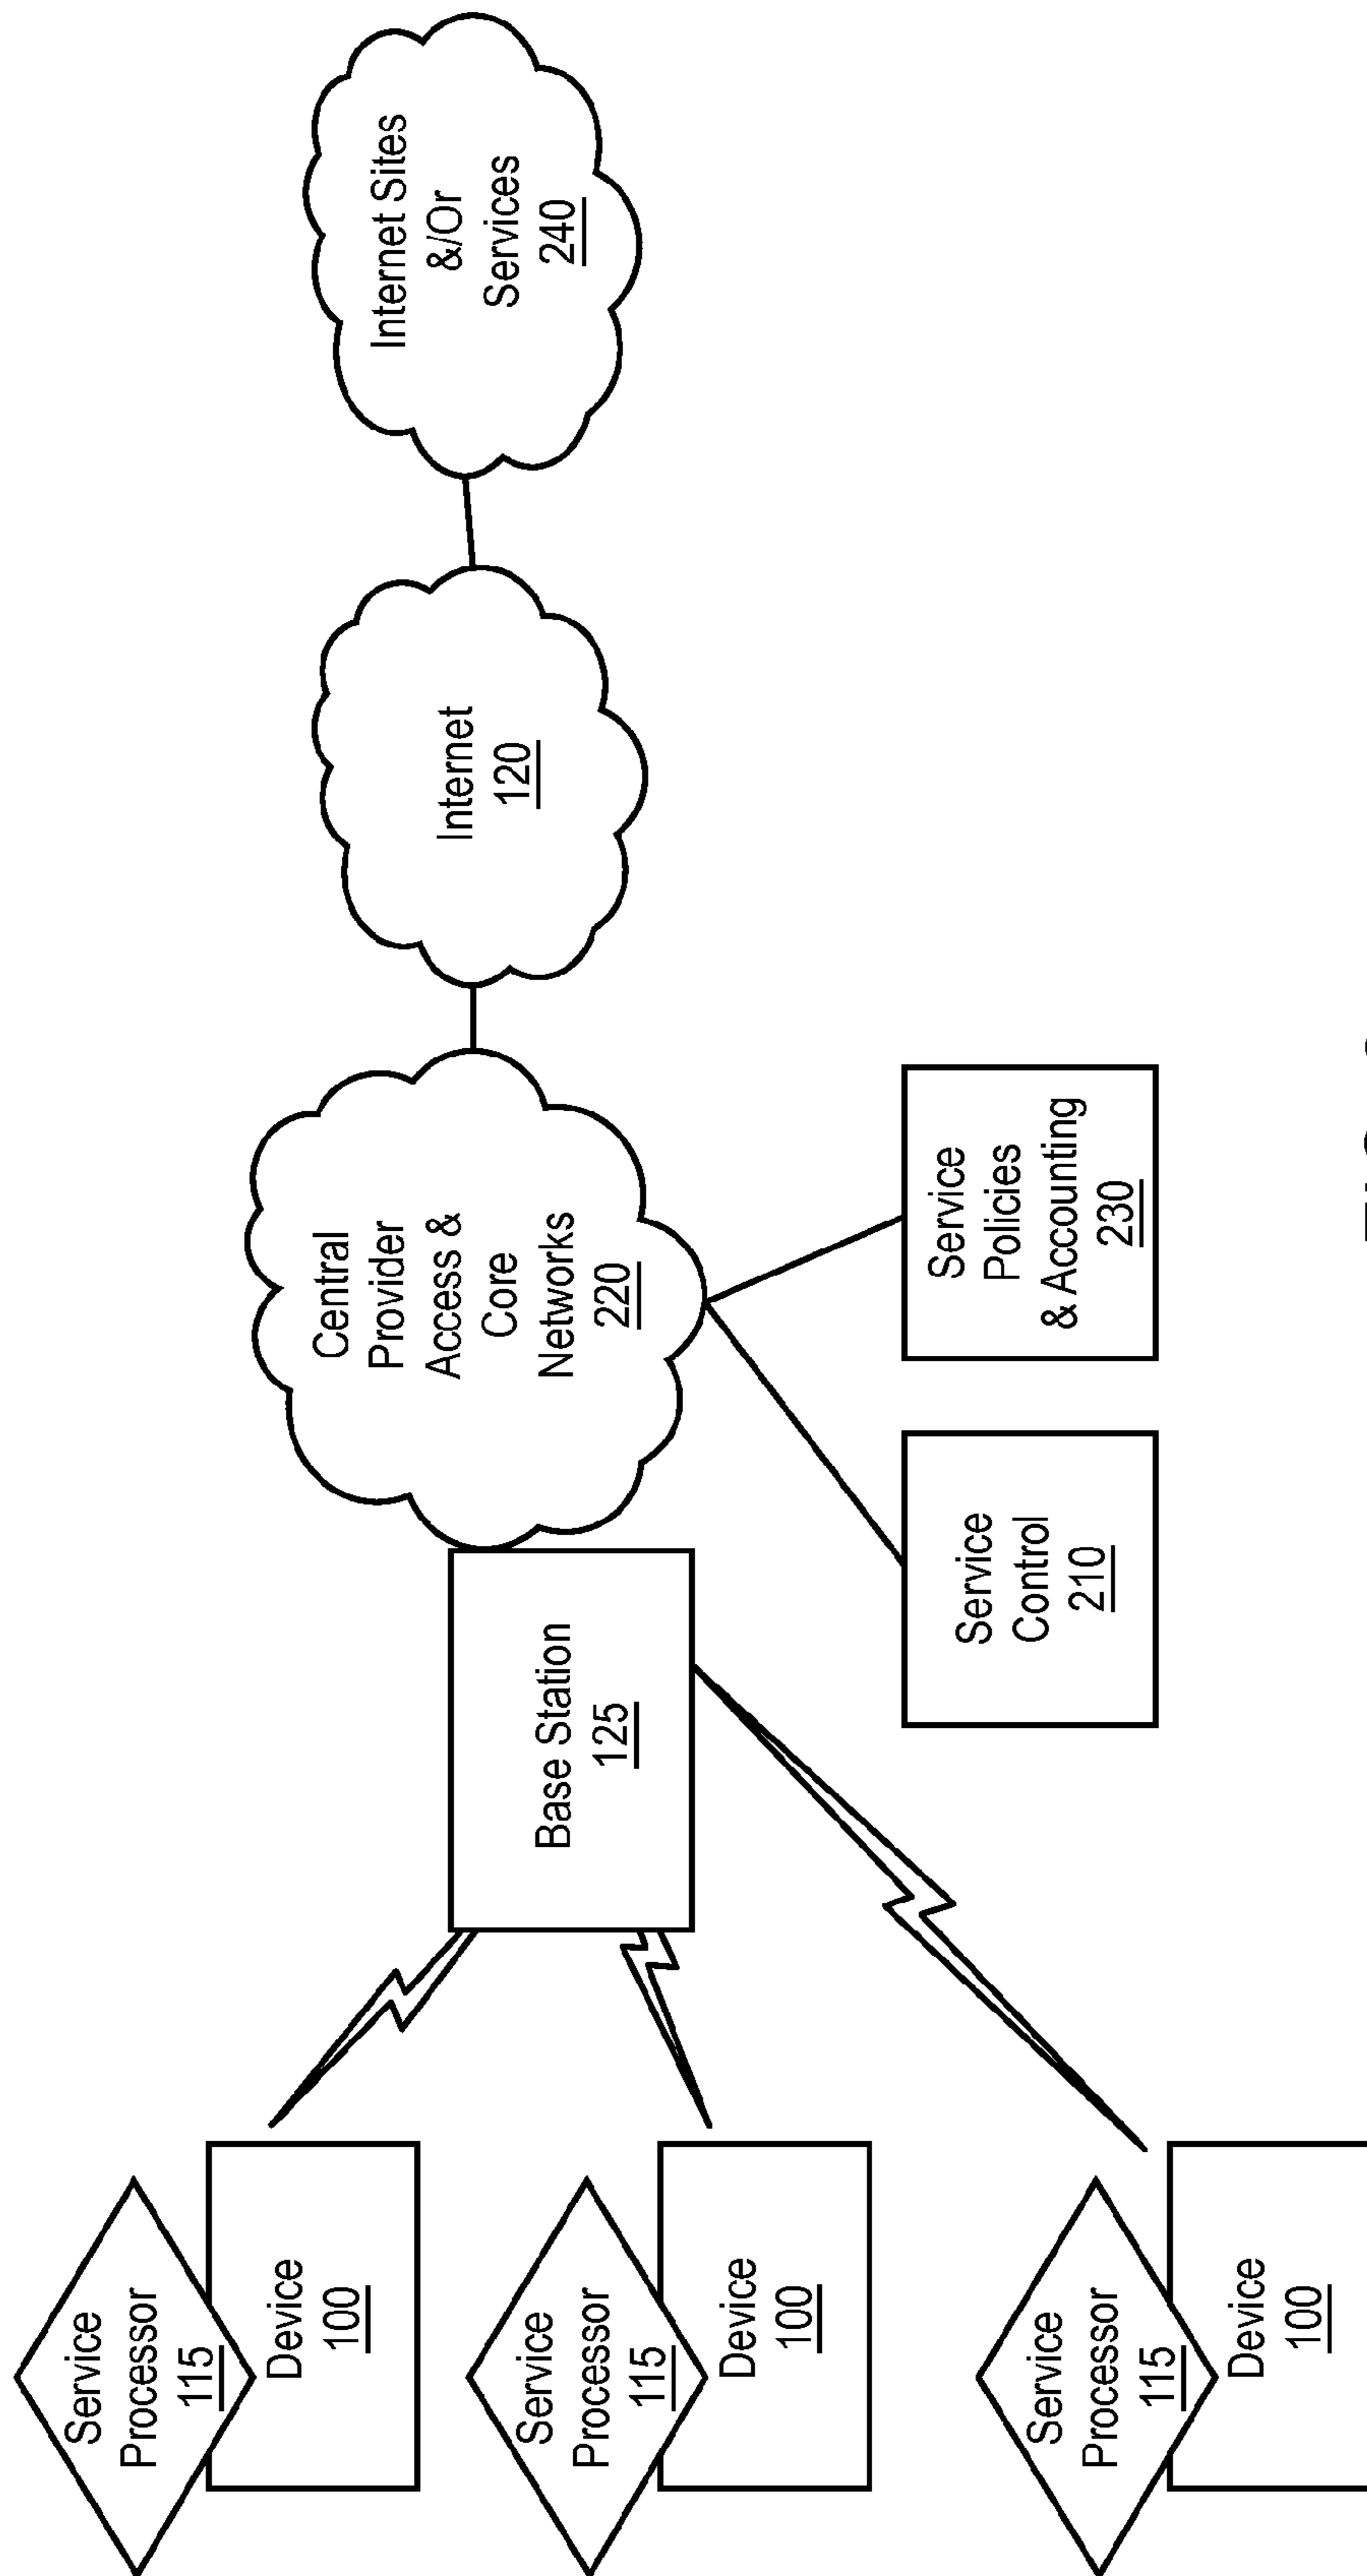 Service
Processor
115
Device
100
Service
Processor
115
Device
100
Service
Processor
115
Device
100
Base Station
125
Central
Provider
Access &
Core
Networks
220
Internet
120
Internet Sites
&/Or
Services
240
Service
Control
210
Service
Policies
& Accounting
230